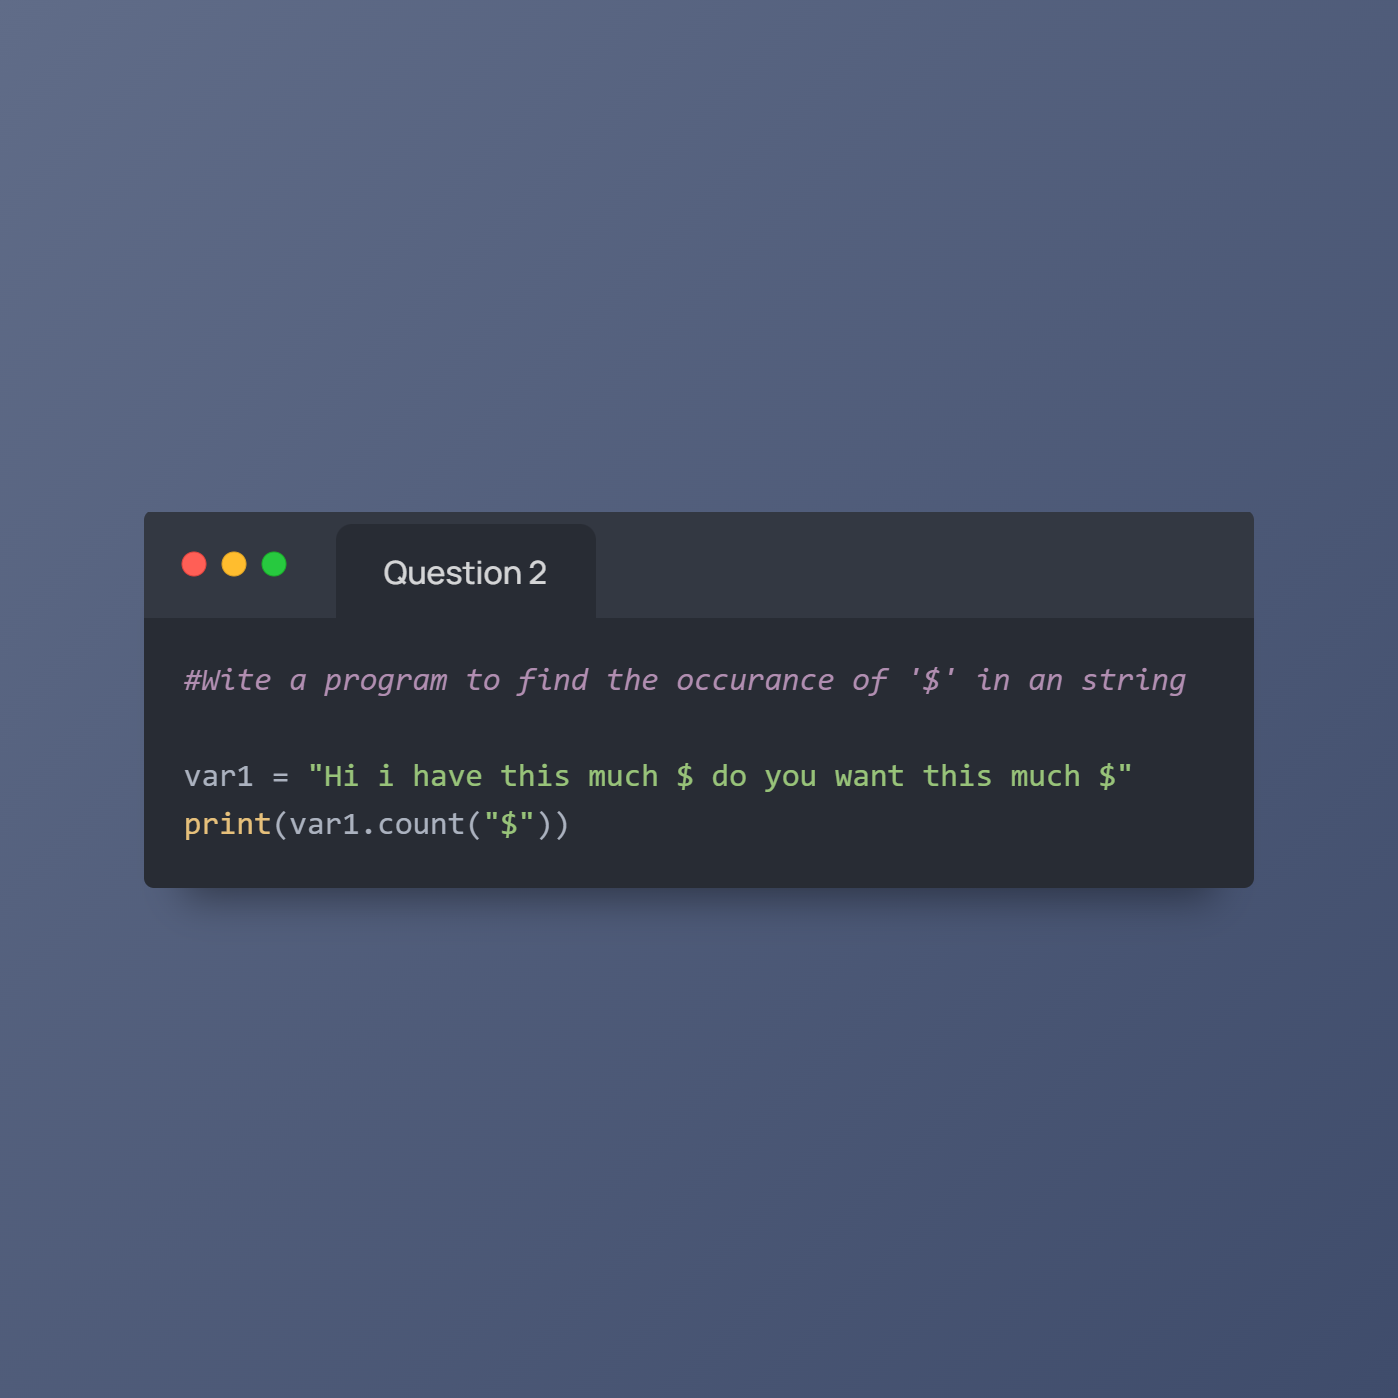 Question 2
#Wite a program to find the occurance of '$' in an string
var1 = "Hi i have this much $ do you want this much $"
print(var1.count("$"))